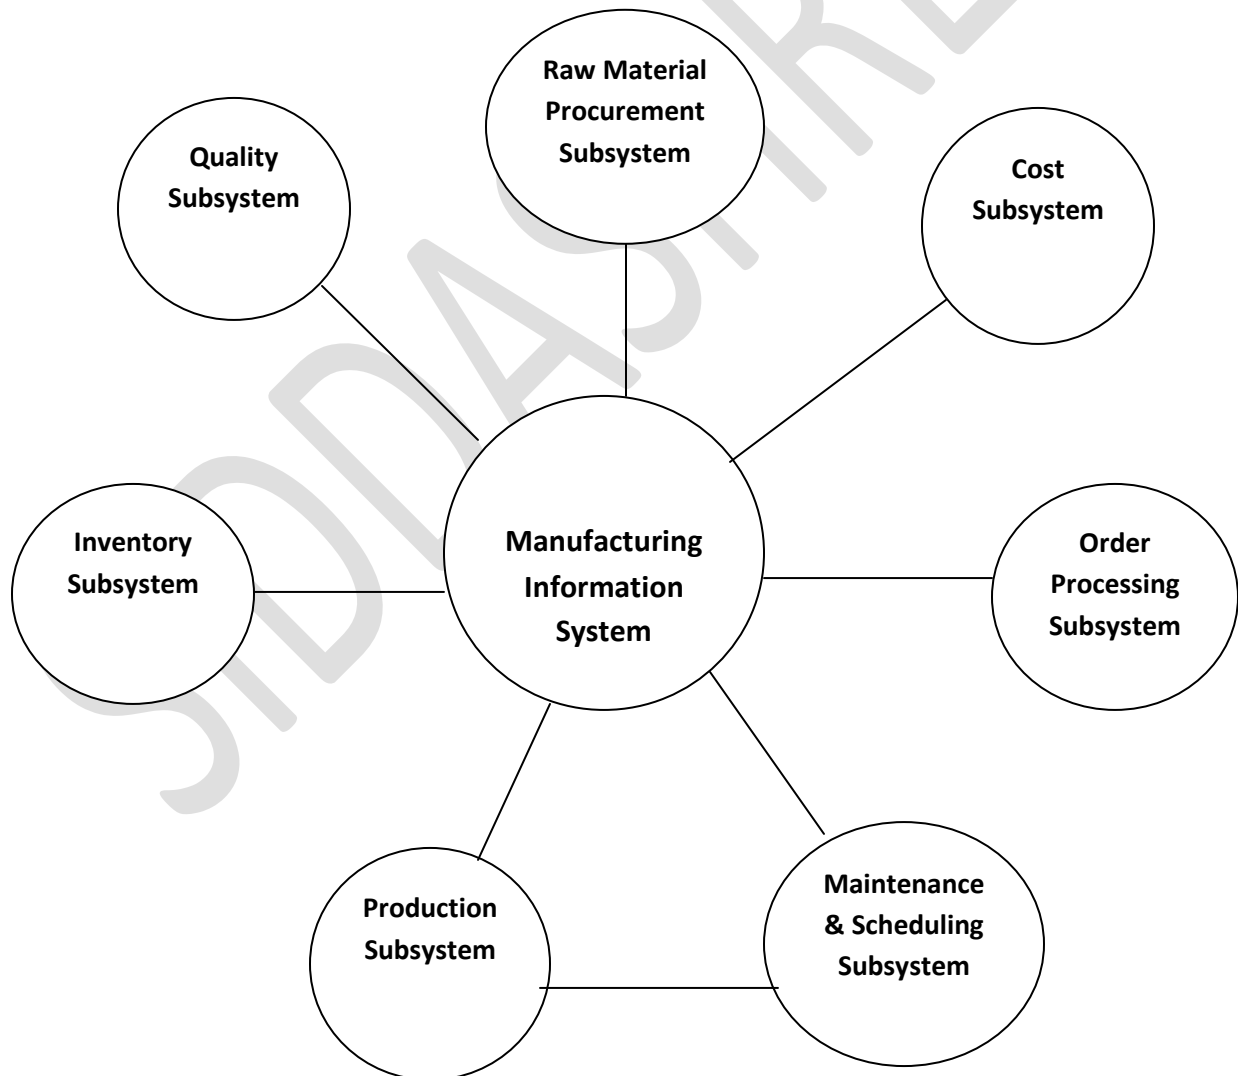 Raw Material
Procurement
Subsystem
Quality
Subsystem
Cost
Subsystem
Manufacturing
Information
System
Inventory
Subsystem
Order
Processing
Subsystem
Production
Subsystem
Maintenance
& Scheduling
Subsystem